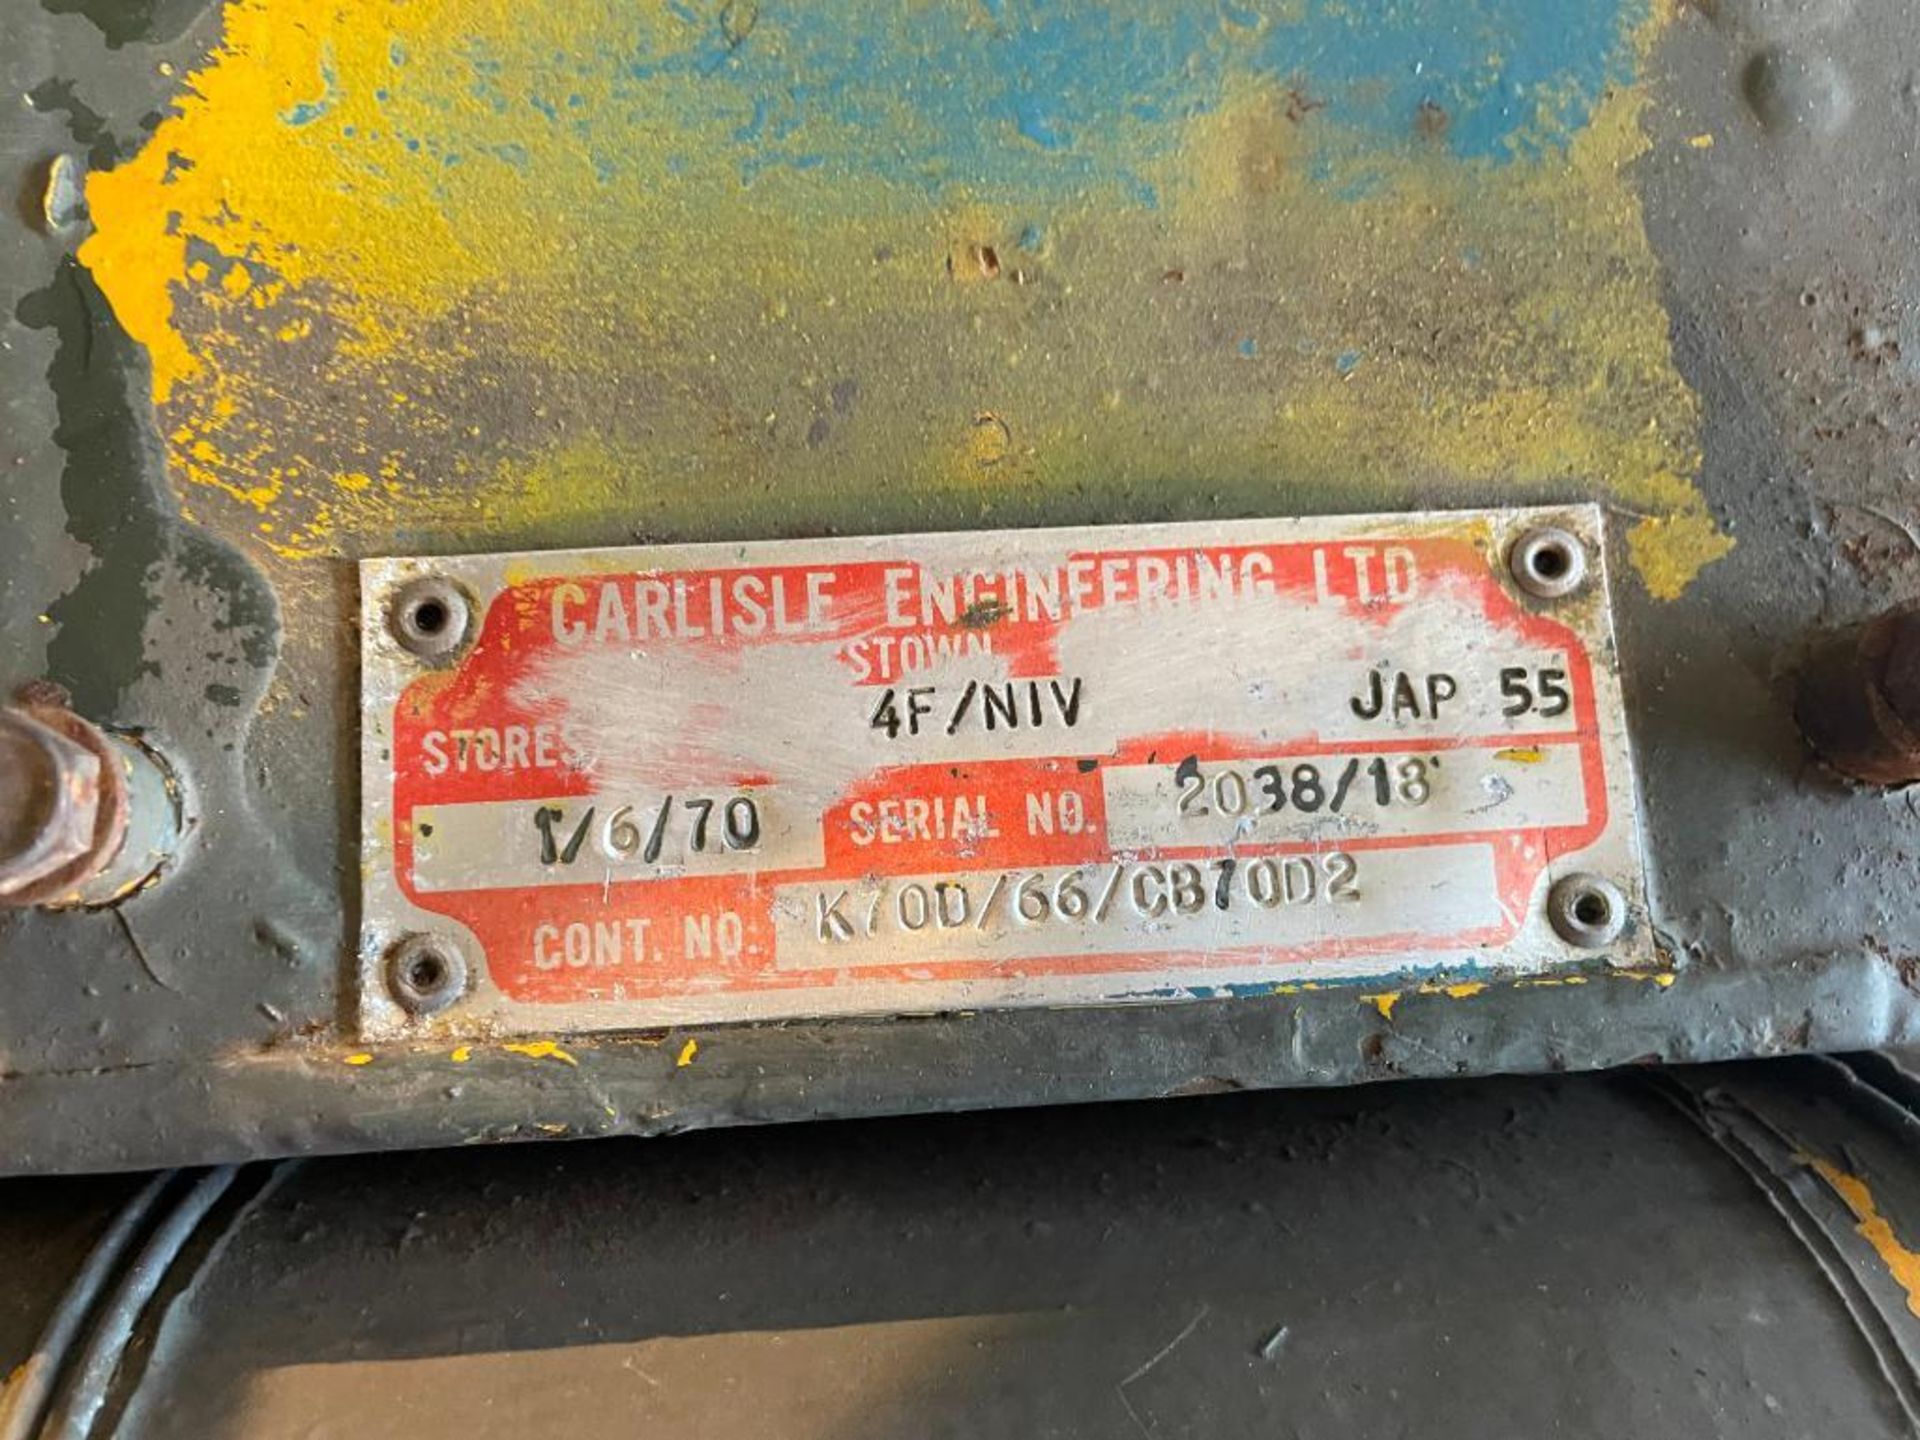 CARLISLE ENGINEERING LTD
STORES 4F/NIV JAP 55
1/6/70 SERIAL NO. 2038/18
CONT. NO. K70D/66/CB70D2